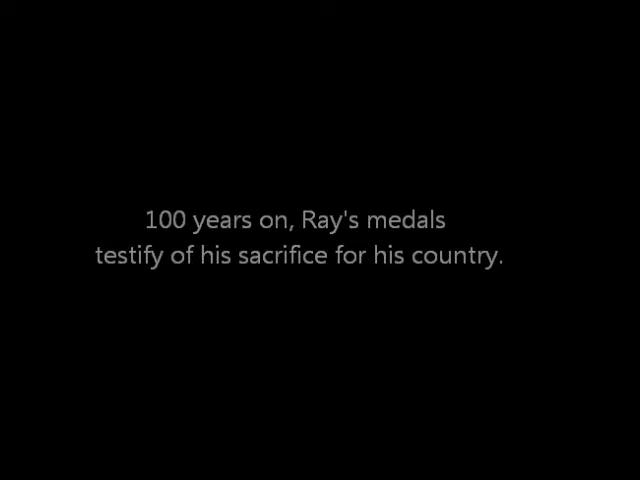 100 years on, Ray's medals
testify of his sacrifice for his country.